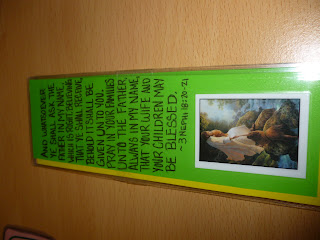 AND WHATSOEVER
YE SHALL ASK THE
FATHER IN MY NAME,
WHICH IS RIGHT, BELIEVING
THAT YE SHALL RECEIVE,
BEHOLD IT SHALL BE
GIVEN UNTO YOU.
PRAY IN YOUR FAMILIES
UNTO THE FATHER,
ALWAYS IN MY NAME,
THAT YOUR WIFE AND
YOUR CHILDREN MAY
BE BLESSED.
~3 NEPHI 18:20-21